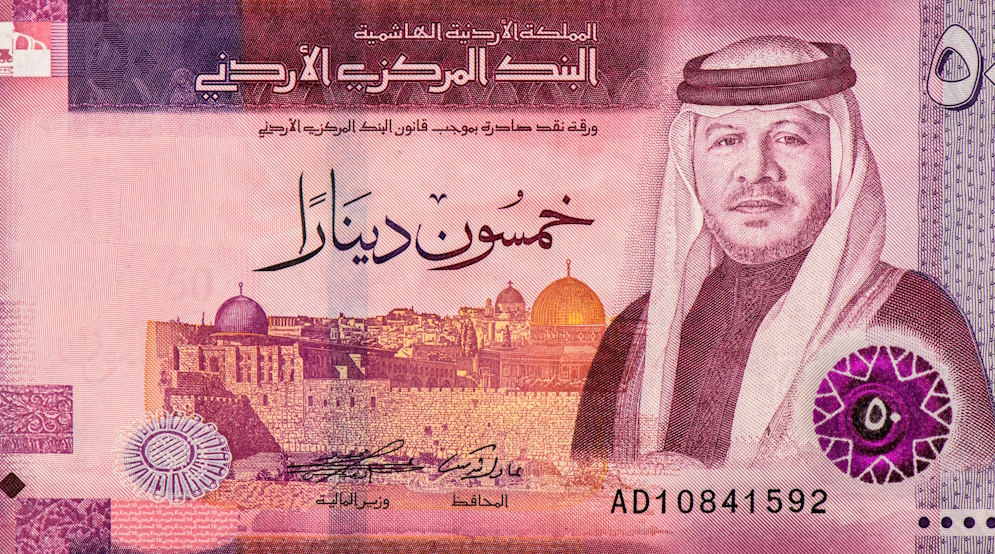 المملكة الأردنية الهاشمية
البنك المركزي الأردني
ورقة نقد صادرة بموجب قانون البنك المركزي الأردني
خمسون دينارًا
٥٠
٥٠
المحافظ
وزير المالية
AD10841592